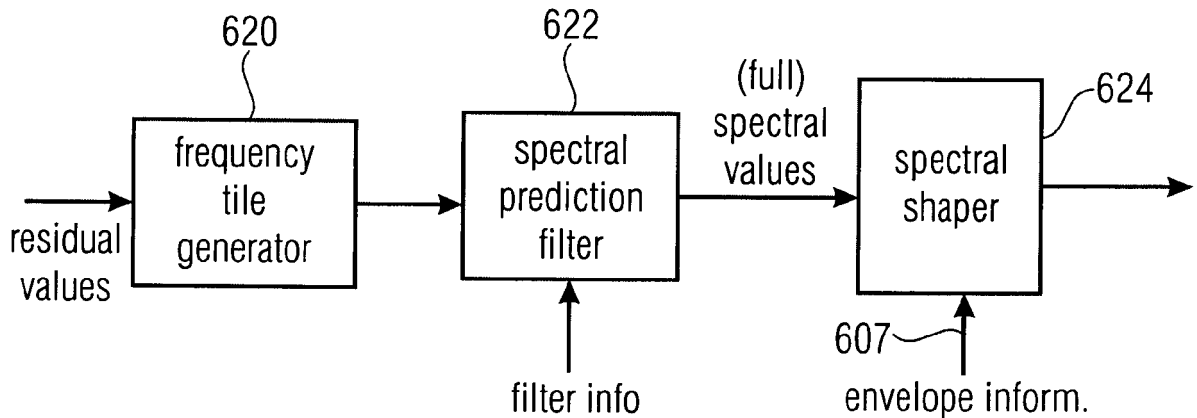 620
frequency
tile
generator
residual
values
622
spectral
prediction
filter
filter info
(full)
spectral
values
624
spectral
shaper
607
envelope inform.